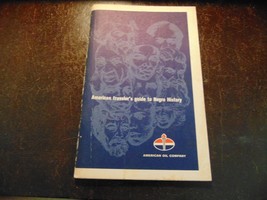 American Traveler's guide to Negro History
AMERICAN OIL COMPANY